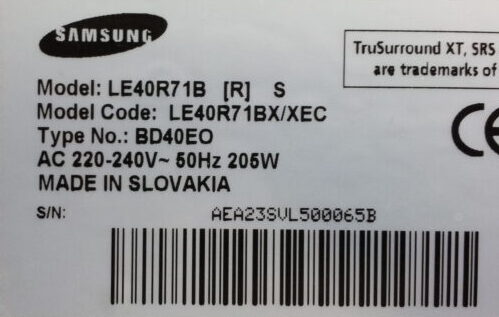 SAMSUNG
TruSurround XT, SRS
are trademarks of
Model: LE40R71B [R] S
Model Code: LE40R71BX/XEC
Type No.: BD40EO
AC 220-240V~ 50Hz 205W
MADE IN SLOVAKIA
S/N: AEA23SVL500065B